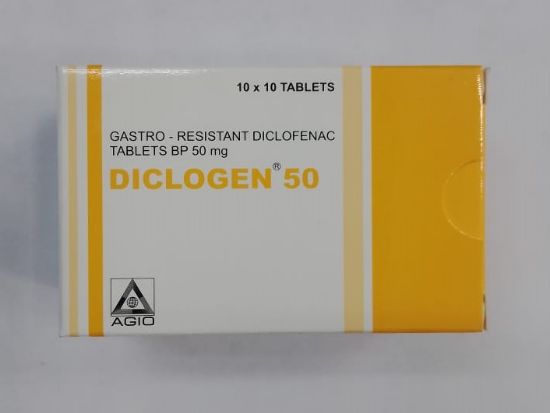 10 x 10 TABLETS
GASTRO - RESISTANT DICLOFENAC
TABLETS BP 50 mg
DICLOGEN® 50
AGIO